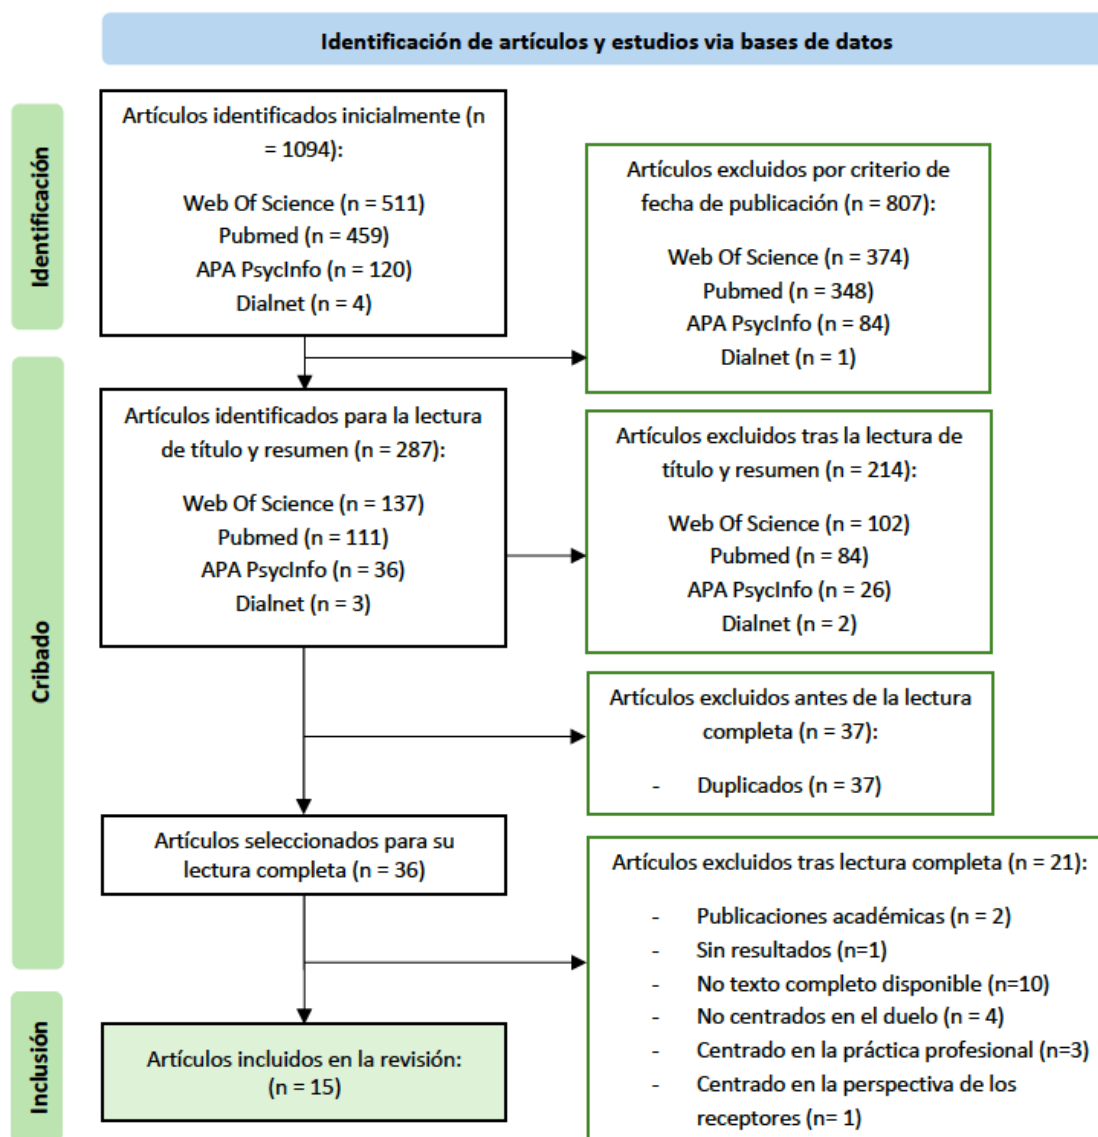 Identificación de artículos y estudios via bases de datos
Identificación
Artículos identificados inicialmente (n
= 1094):
Web Of Science (n = 511)
Pubmed (n = 459)
APA PsycInfo (n = 120)
Dialnet (n = 4)
Artículos excluidos por criterio de
fecha de publicación (n = 807):
Web Of Science (n = 374)
Pubmed (n = 348)
APA PsycInfo (n = 84)
Dialnet (n = 1)
Cribado
Artículos identificados para la lectura
de título y resumen (n = 287):
Web Of Science (n = 137)
Pubmed (n = 111)
APA PsycInfo (n = 36)
Dialnet (n = 3)
Artículos excluidos tras la lectura de
título y resumen (n = 214):
Web Of Science (n = 102)
Pubmed (n = 84)
APA PsycInfo (n = 26)
Dialnet (n = 2)
Artículos excluidos antes de la lectura
completa (n = 37):
- Duplicados (n = 37)
Artículos seleccionados para su
lectura completa (n = 36)
Artículos excluidos tras lectura completa (n = 21):
- Publicaciones académicas (n = 2)
- Sin resultados (n=1)
- No texto completo disponible (n=10)
- No centrados en el duelo (n = 4)
- Centrado en la práctica profesional (n=3)
- Centrado en la perspectiva de los
receptores (n= 1)
Inclusión
Artículos incluidos en la revisión:
(n = 15)